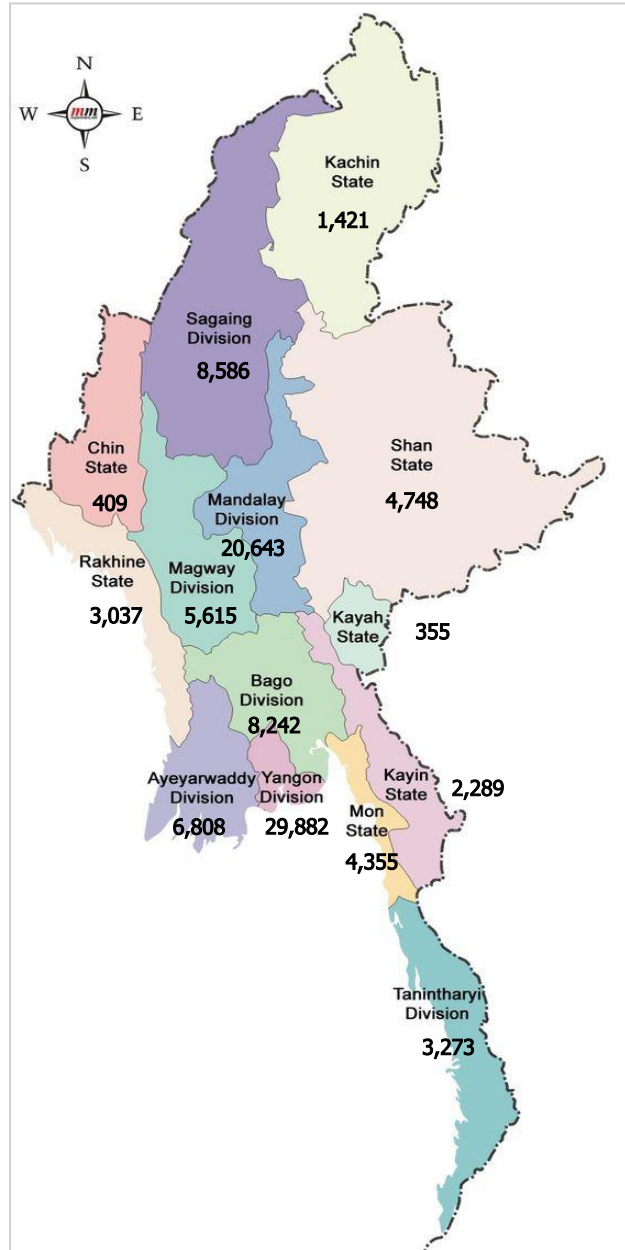 N
W
mm
E
S
Kachin
State
1,421
Sagaing
Division
8,586
Chin
State
409
Shan
State
4,748
Mandalay
Division
20,643
Rakhine
State
3,037
Magway
Division
5,615
Kayah
State
355
Bago
Division
8,242
Ayeyarwaddy
Division
6,808
Yangon
Division
29,882
Kayin
State
2,289
Mon
State
4,355
Tanintharyi
Division
3,273